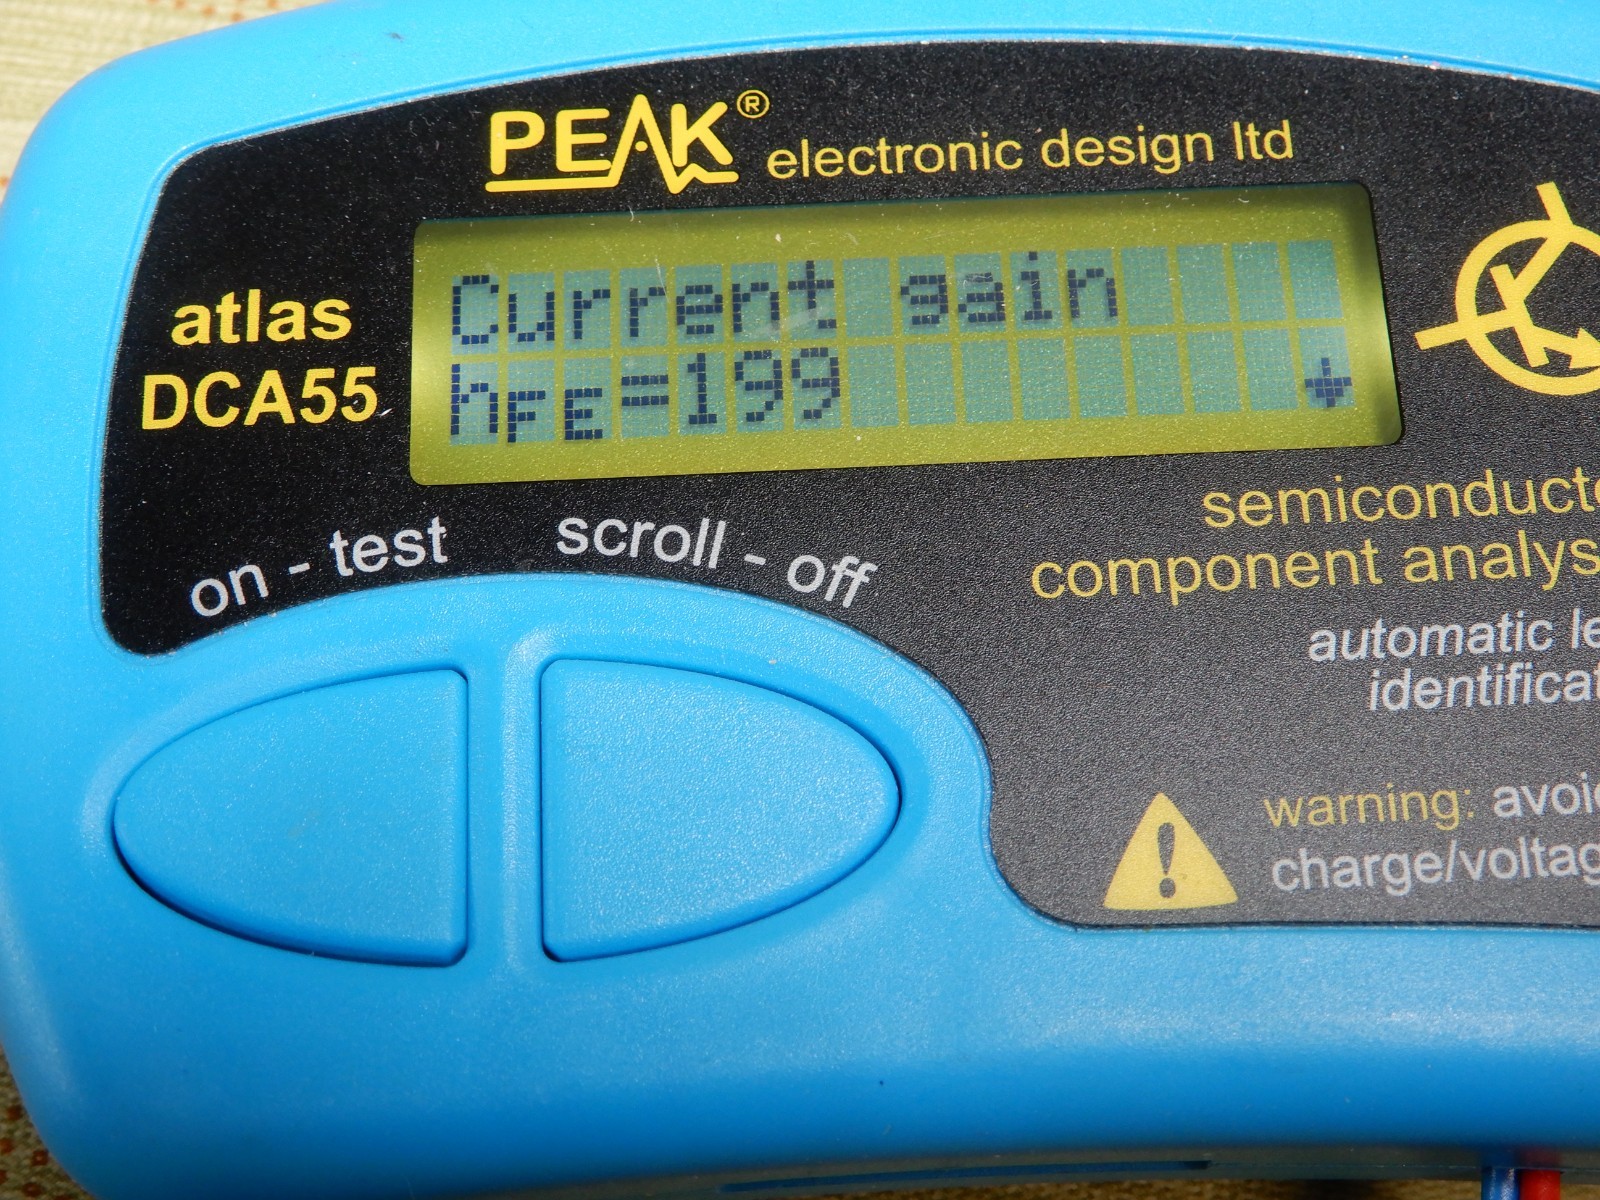 PEAK® electronic design ltd
atlas
DCA55
Current gain
hFE=199
on - test
scroll - off
semiconducto
component analys
automatic le
identificat
warning: avoid
charge/voltag